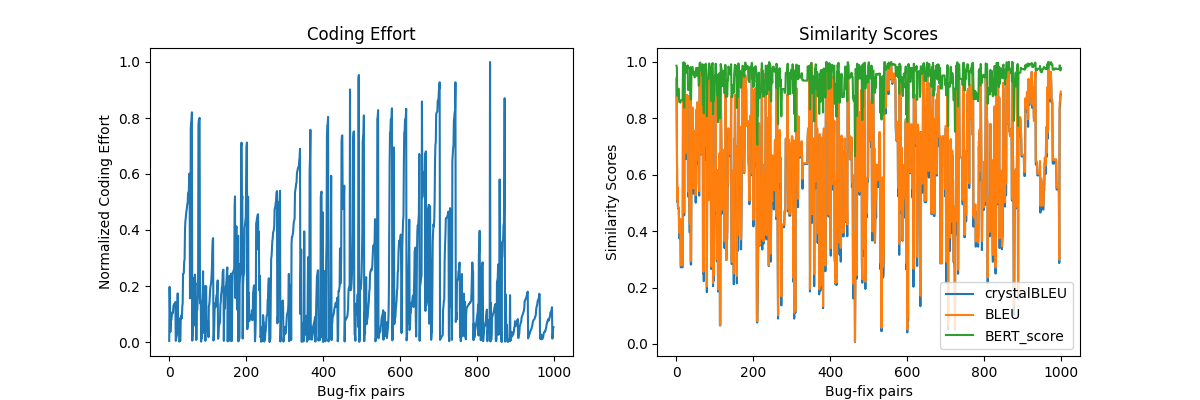 Coding Effort
Normalized Coding Effort
1.0
0.8
0.6
0.4
0.2
0.0
0
200
400
600
800
1000
Bug-fix pairs
Similarity Scores
Similarity Scores
1.0
0.8
0.6
0.4
0.2
0.0
0
200
400
600
800
1000
Bug-fix pairs
crystalBLEU
BLEU
BERT_score